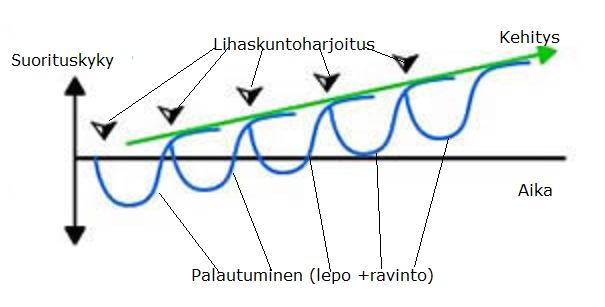 Kehitys
Lihaskuntoharjoitus
Suorituskyky
Aika
Palautuminen (lepo +ravinto)